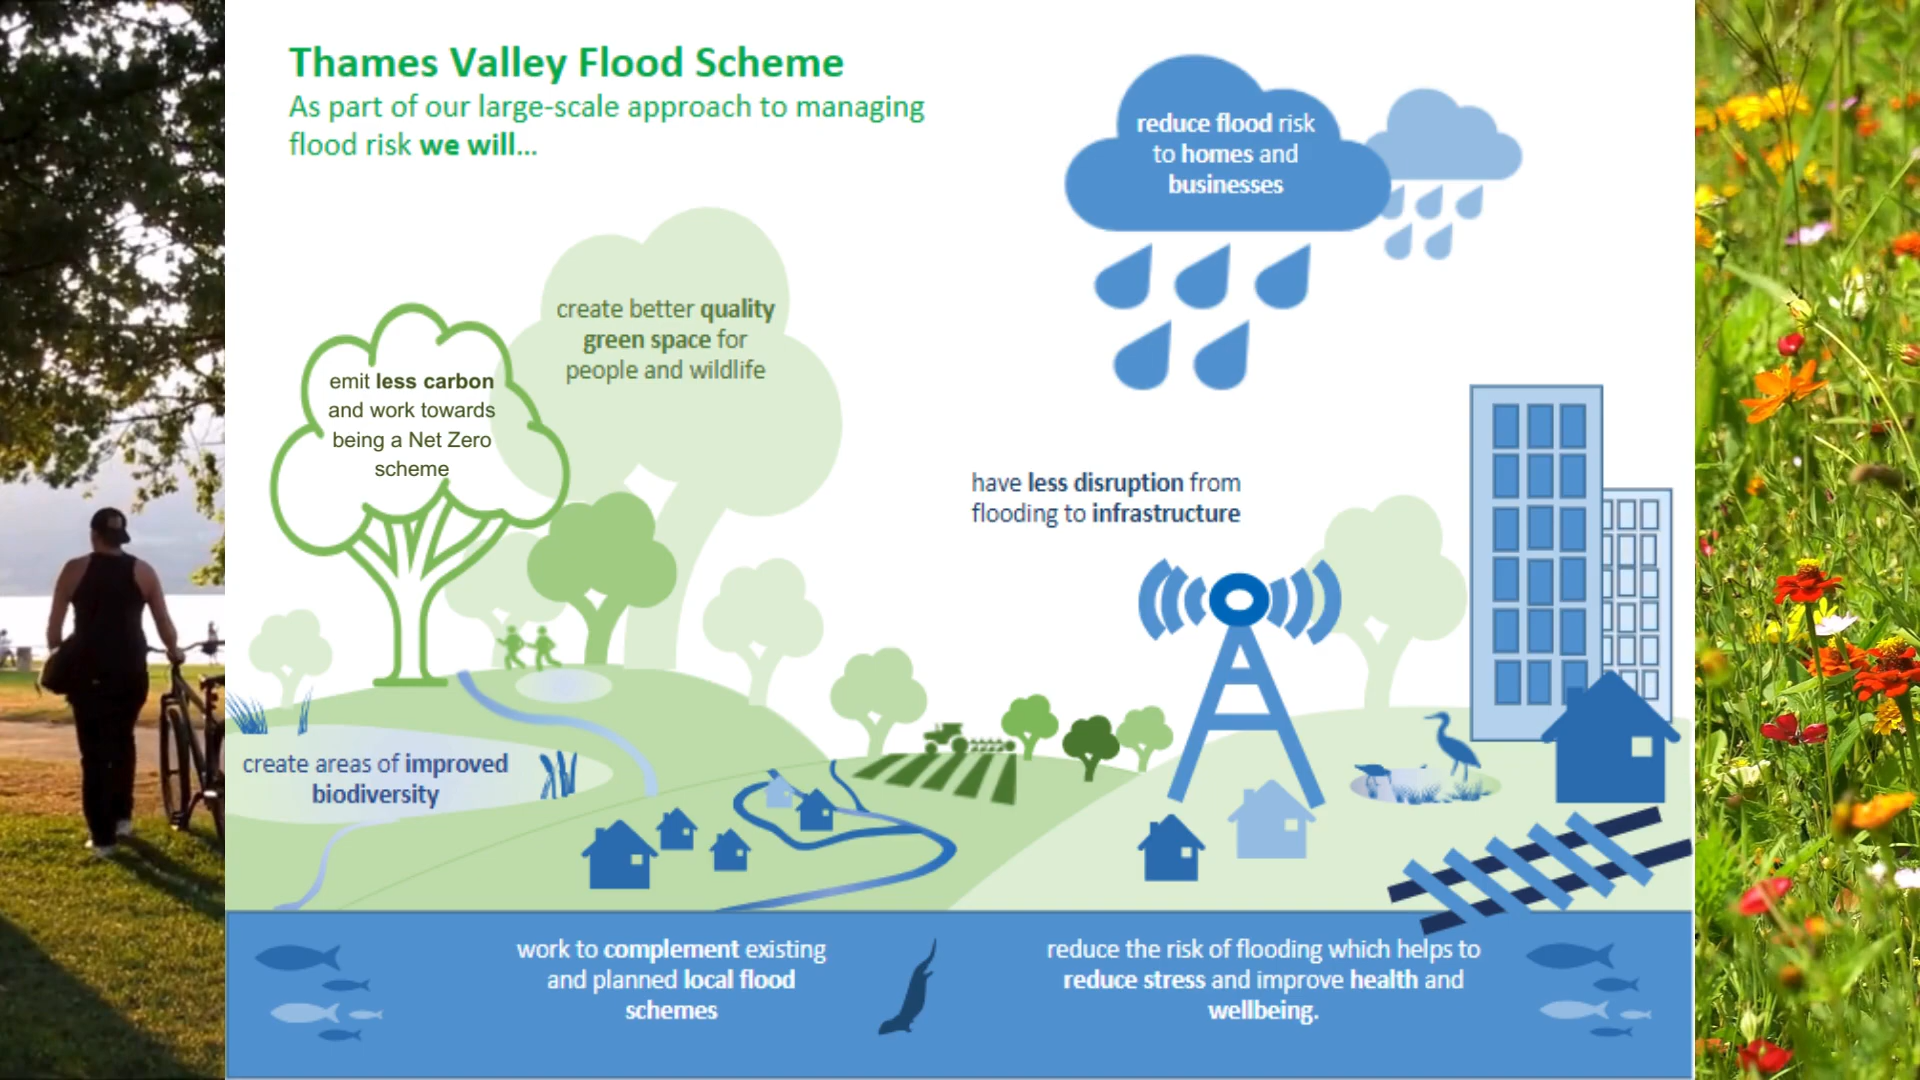 Thames Valley Flood Scheme
As part of our large-scale approach to managing
flood risk we will...
reduce flood risk
to homes and
businesses
create better quality
green space for
people and wildlife
emit less carbon
and work towards
being a Net Zero
scheme
have less disruption from
flooding to infrastructure
create areas of improved
biodiversity
work to complement existing
and planned local flood
schemes
reduce the risk of flooding which helps to
reduce stress and improve health and
wellbeing.